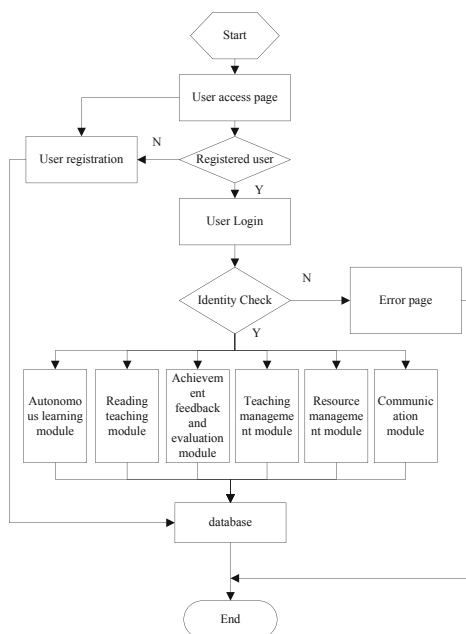 Start
User access page
N
User registration
Registered user
Y
User Login
N
Identity Check
Error page
Y
Autonomo
us learning
module
Reading
teaching
module
Achievem
ent
feedback
and
evaluation
module
Teaching
manageme
nt module
Resource
manageme
nt module
Communic
ation
module
database
End